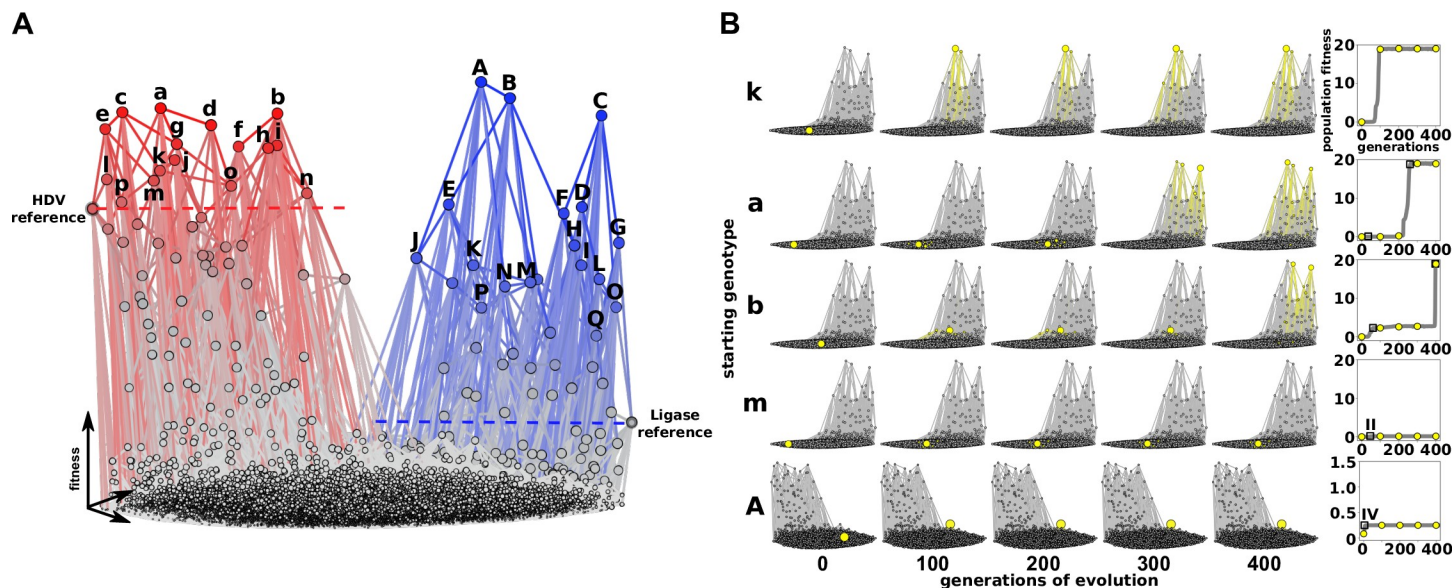 A
B
A
B
C
c
a
b
e
d
g
f
h
i
l
k
j
m
o
p
n
HDV
reference
E
F
D
G
J
K
H
I
N
M
L
P
O
Q
Ligase
reference
fitness
starting genotype
k
a
b
m
A
0
100
200
300
400
generations of evolution
population fitness
20
10
0
0 200 400
generations
20
10
0
0 200 400
20
10
0
0 200 400
20
10
0
II
0 200 400
1.5
1.0
0.5
0
IV
0 200 400